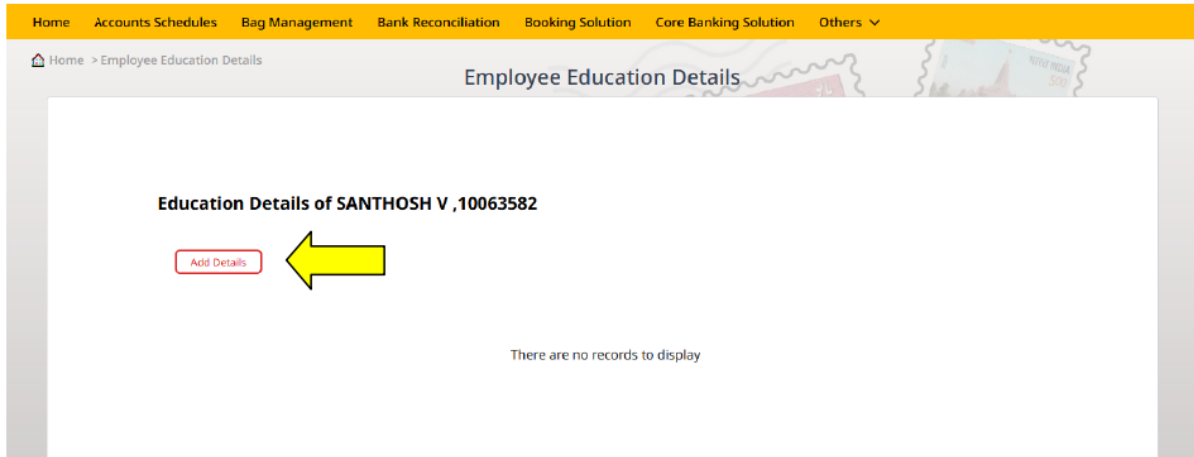 Home Accounts Schedules Bag Management Bank Reconciliation Booking Solution Core Banking Solution Others
Home > Employee Education Details
Employee Education Details
Education Details of SANTHOSH V ,10063582
Add Details
There are no records to display